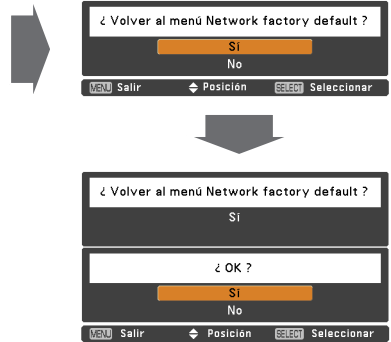 ¿ Volver al menú Network factory default ?
Sí
No
MENU Salir Posición SELECT Seleccionar
¿ Volver al menú Network factory default ?
Sí
¿ OK ?
Sí
No
MENU Salir Posición SELECT Seleccionar